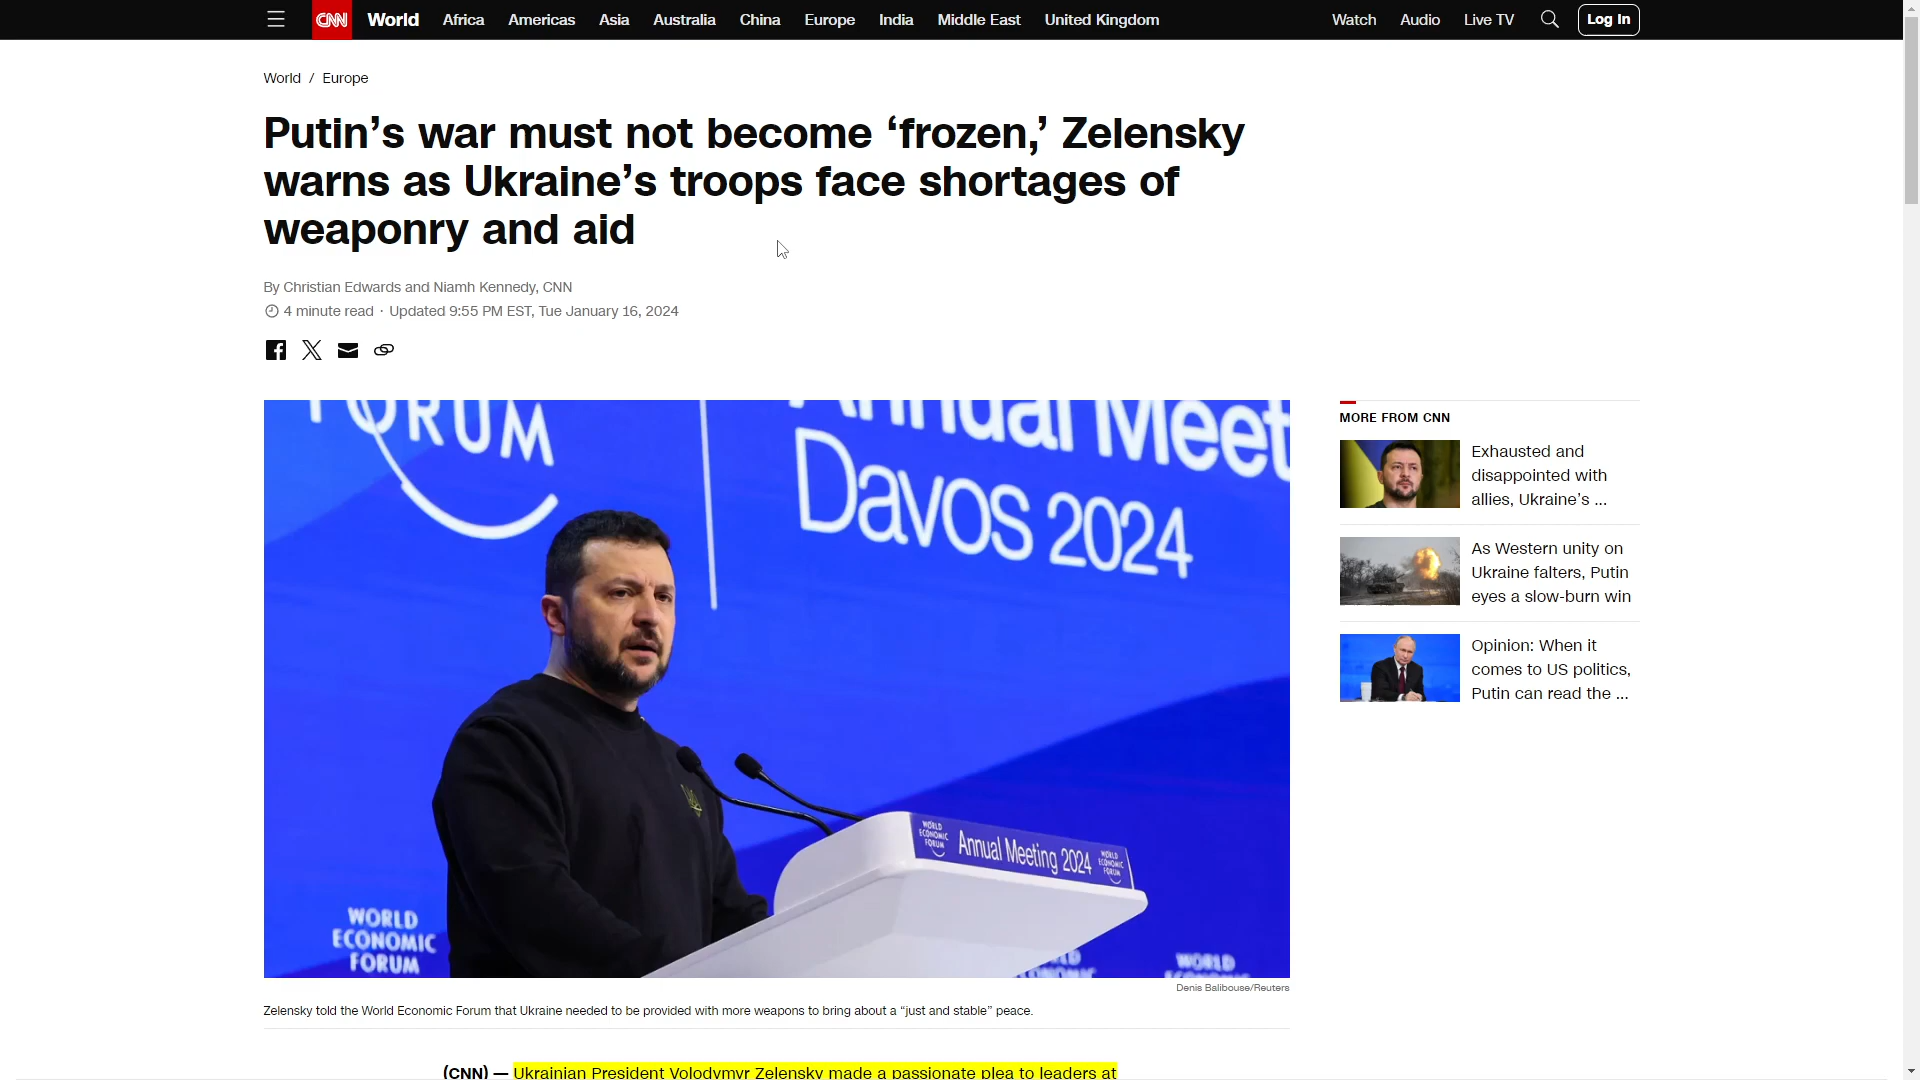 CNN World Africa Americas Asia Australia China Europe India Middle East United Kingdom Watch Audio Live TV Log In
World / Europe
Putin’s war must not become ‘frozen,’ Zelensky
warns as Ukraine’s troops face shortages of
weaponry and aid
By Christian Edwards and Niamh Kennedy, CNN
4 minute read · Updated 9:55 PM EST, Tue January 16, 2024
FORUM
Annual Meet
Davos 2024
WORLD
ECONOMIC
FORUM
Annual Meeting 2024
WORLD
ECONOMIC
FORUM
WORLD
ECONOMIC
FORUM
WORLD
Denis Balibouse/Reuters
Zelensky told the World Economic Forum that Ukraine needed to be provided with more weapons to bring about a “just and stable” peace.
MORE FROM CNN
Exhausted and
disappointed with
allies, Ukraine’s ...
As Western unity on
Ukraine falters, Putin
eyes a slow-burn win
Opinion: When it
comes to US politics,
Putin can read the ...
(CNN) — Ukrainian President Volodymyr Zelensky made a passionate plea to leaders at